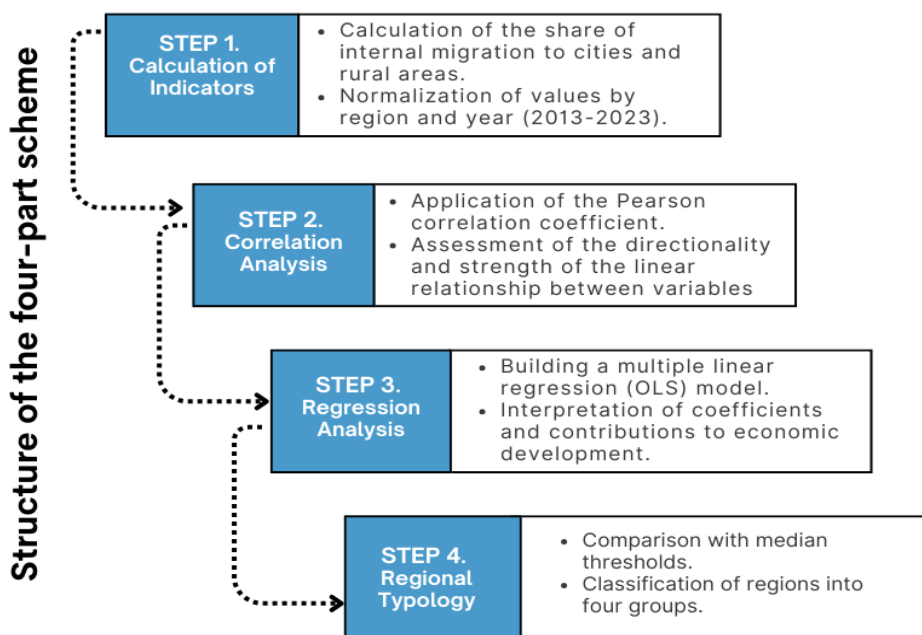 Structure of the four-part scheme
STEP 1.
Calculation of
Indicators
• Calculation of the share of
internal migration to cities and
rural areas.
• Normalization of values by
region and year (2013-2023).
STEP 2.
Correlation
Analysis
• Application of the Pearson
correlation coefficient.
• Assessment of the directionality
and strength of the linear
relationship between variables
STEP 3.
Regression
Analysis
• Building a multiple linear
regression (OLS) model.
• Interpretation of coefficients
and contributions to economic
development.
STEP 4.
Regional
Typology
• Comparison with median
thresholds.
• Classification of regions into
four groups.